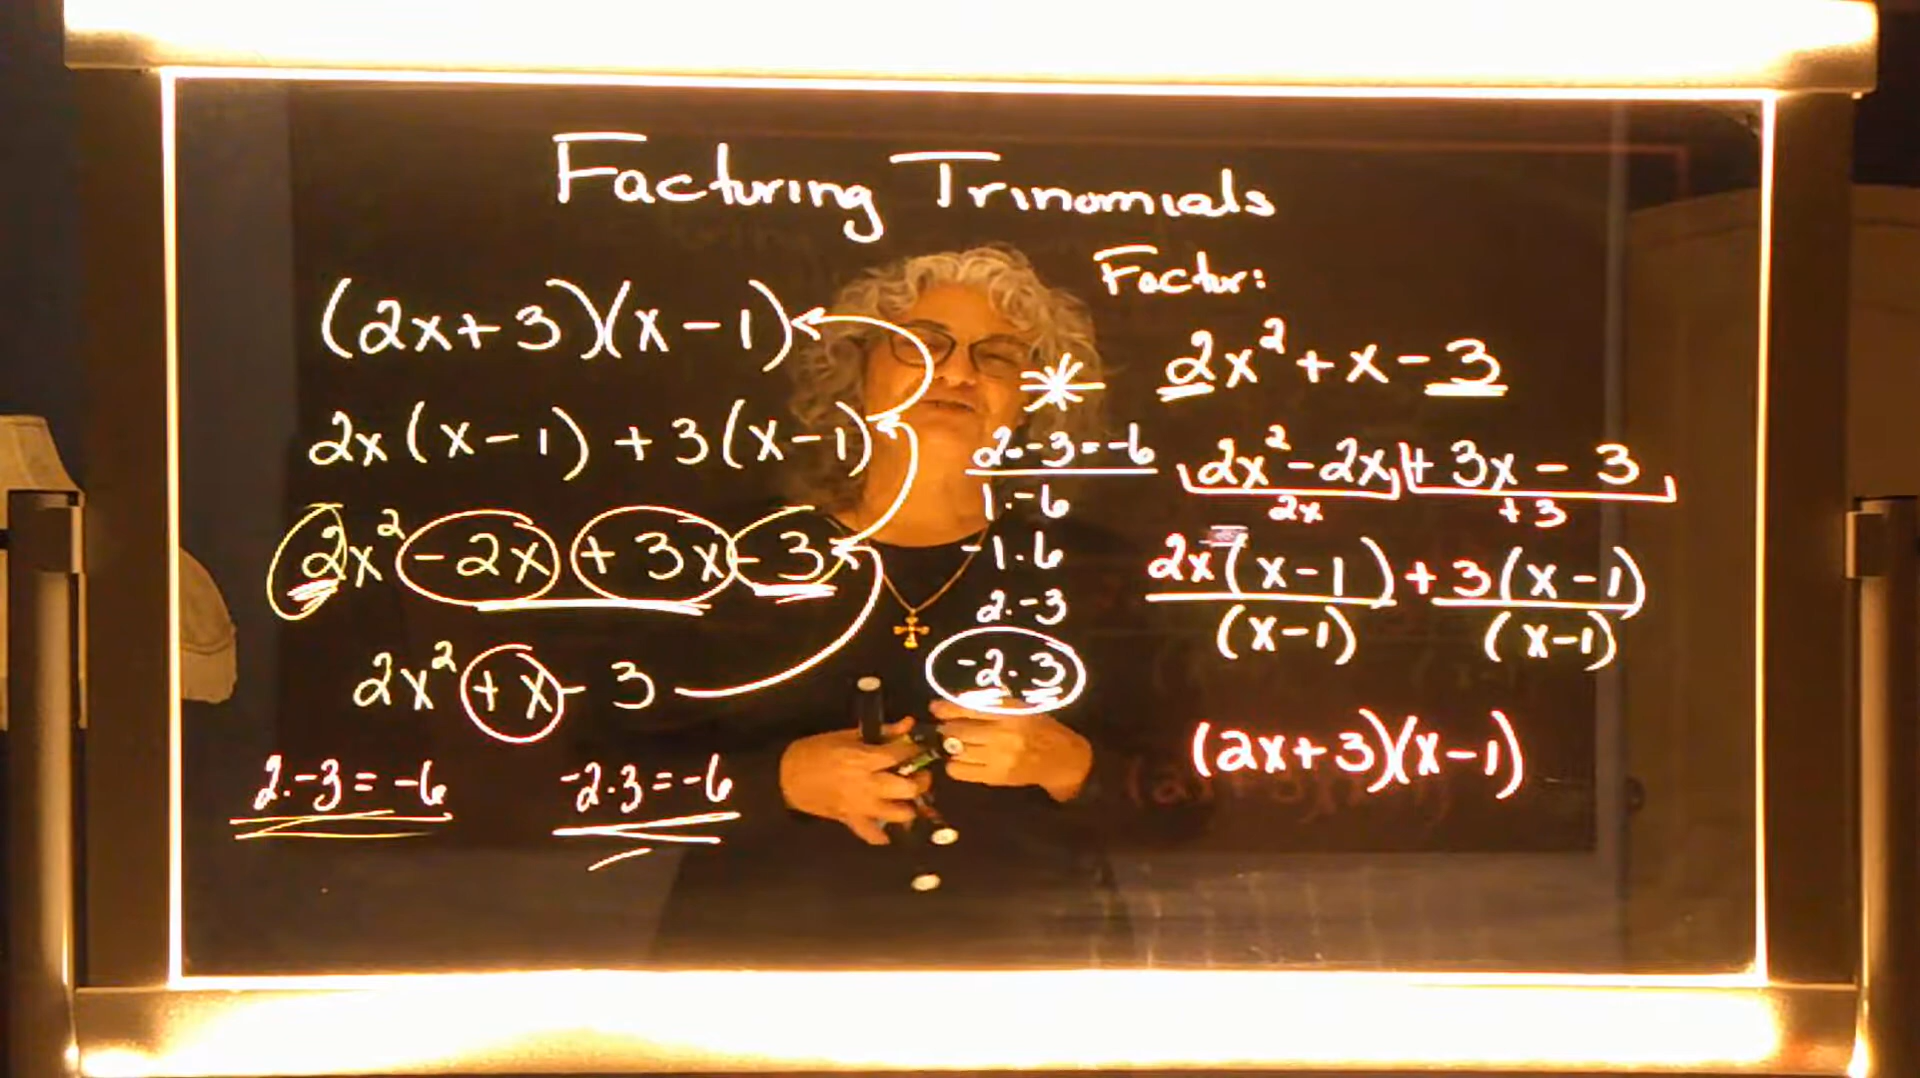 Factoring Trinomials
(2x+3)(x-1)
2x(x-1)+3(x-1)
2x²-2x+3x-3
2x²+x-3
2·-3=-6
-2·3=-6
2·-3=-6
1·-6
-1·6
2·-3
-2·3
Factor:
2x²+x-3
2x²-2x+3x-3
2x +3
2x(x-1)+3(x-1)
(x-1) (x-1)
(2x+3)(x-1)